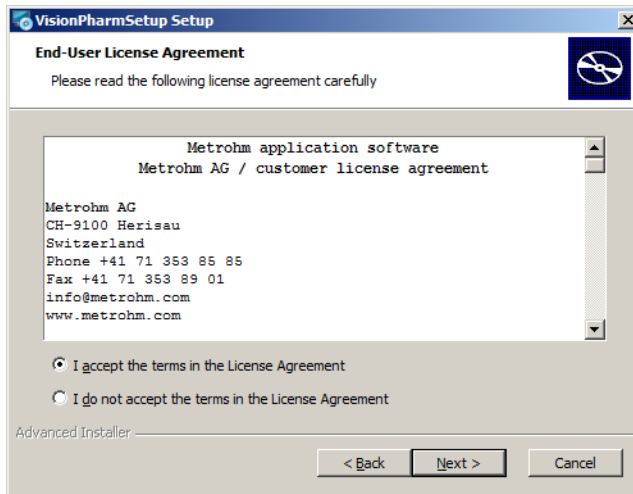 VisionPharmSetup Setup
End-User License Agreement
Please read the following license agreement carefully
Metrohm application software
Metrohm AG / customer license agreement
Metrohm AG
CH-9100 Herisau
Switzerland
Phone +41 71 353 85 85
Fax +41 71 353 89 01
info@metrohm.com
www.metrohm.com
I accept the terms in the License Agreement
I do not accept the terms in the License Agreement
Advanced Installer
< Back Next > Cancel